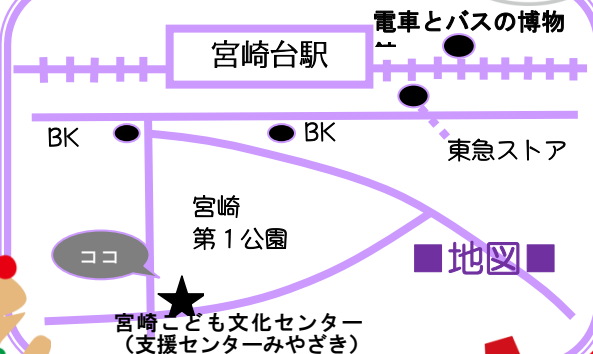 電車とバスの博物
宮崎台駅
BK
BK
東急ストア
宮崎
第１公園
ココ
■地図■
宮崎こども文化センター
（支援センターみやざき）